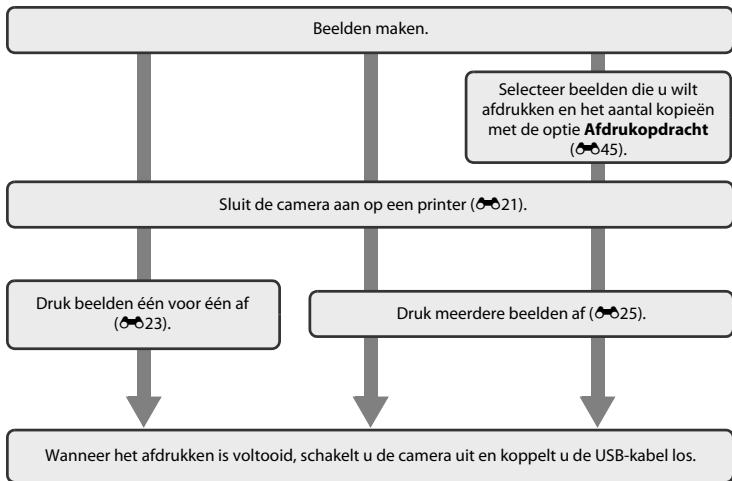 Beelden maken.
Selecteer beelden die u wilt
afdrukken en het aantal kopieën
met de optie Afdrukopdracht
(45).
Sluit de camera aan op een printer (21).
Druk beelden één voor één af
(23).
Druk meerdere beelden af (25).
Wanneer het afdrukken is voltooid, schakelt u de camera uit en koppelt u de USB-kabel los.